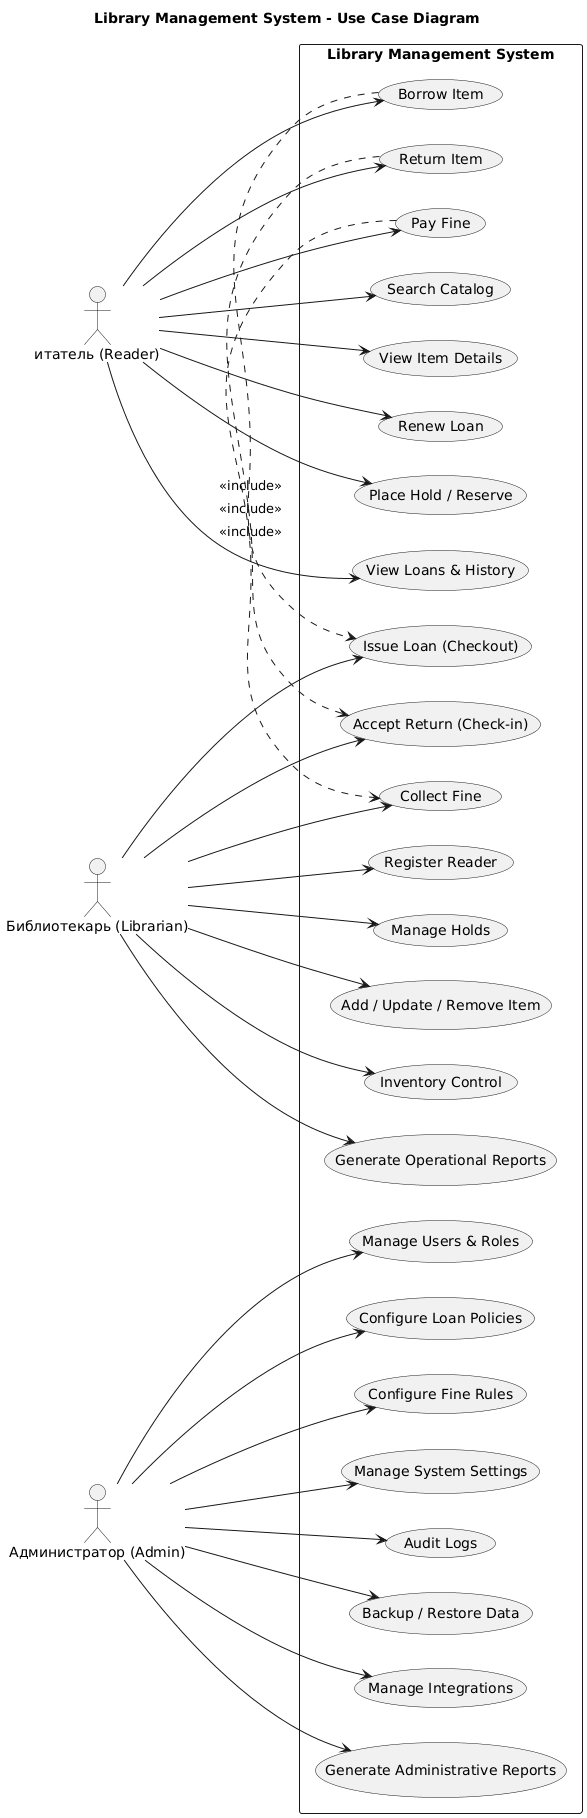 Library Management System - Use Case Diagram
Library Management System
Borrow Item
Return Item
Pay Fine
Search Catalog
итатель (Reader)
View Item Details
Renew Loan
Place Hold / Reserve
«include»
«include»
«include»
View Loans & History
Issue Loan (Checkout)
Accept Return (Check-in)
Collect Fine
Register Reader
Библиотекарь (Librarian)
Manage Holds
Add / Update / Remove Item
Inventory Control
Generate Operational Reports
Manage Users & Roles
Configure Loan Policies
Configure Fine Rules
Manage System Settings
Audit Logs
Администратор (Admin)
Backup / Restore Data
Manage Integrations
Generate Administrative Reports